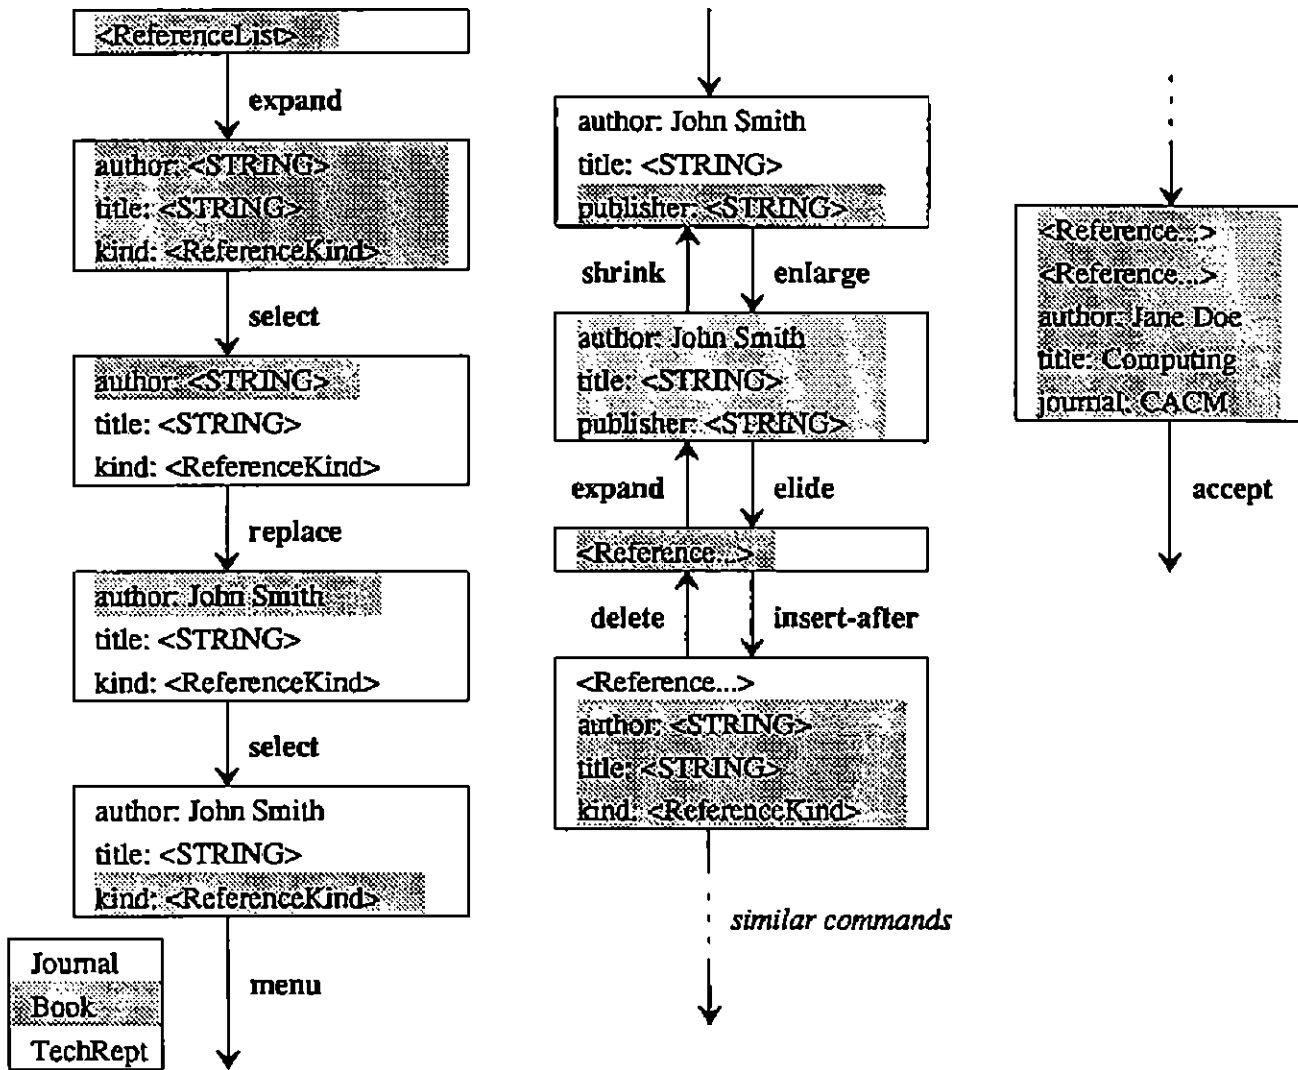 <ReferenceList>
expand
author: <STRING>
title: <STRING>
kind: <ReferenceKind>
select
author: <STRING>
title: <STRING>
kind: <ReferenceKind>
replace
author: John Smith
title: <STRING>
kind: <ReferenceKind>
select
author: John Smith
title: <STRING>
kind: <ReferenceKind>
Journal
Book
TechRept
menu
author: John Smith
title: <STRING>
publisher: <STRING>
shrink
enlarge
author: John Smith
title: <STRING>
publisher: <STRING>
expand
elide
<Reference...>
delete
insert-after
<Reference...>
author: <STRING>
title: <STRING>
kind: <ReferenceKind>
similar commands
<Reference...>
<Reference...>
author: Jane Doe
title: Computing
journal: CACM
accept